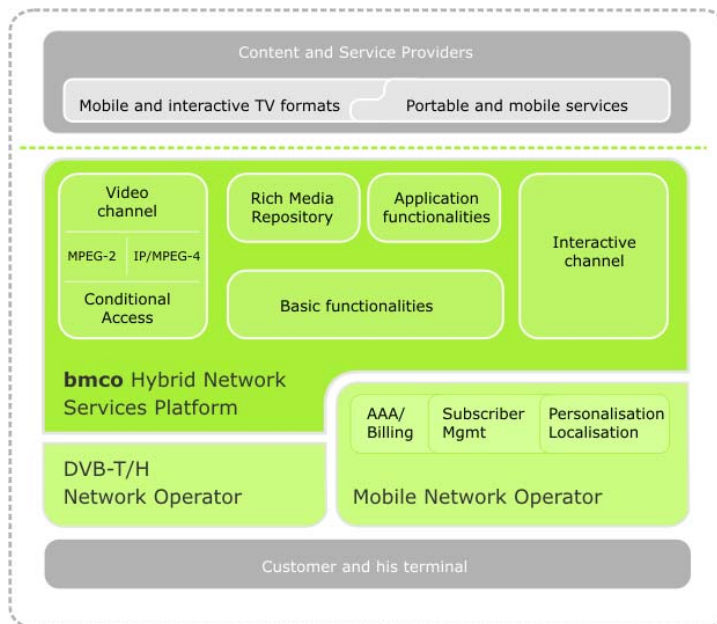 Content and Service Providers
Mobile and interactive TV formats
Portable and mobile services
Video
channel
MPEG-2
IP/MPEG-4
Conditional
Access
Rich Media
Repository
Application
functionalities
Basic functionalities
Interactive
channel
bmco Hybrid Network
Services Platform
AAA/
Billing
Subscriber
Mgmt
Personalisation
Localisation
DVB-T/H
Network Operator
Mobile Network Operator
Customer and his terminal